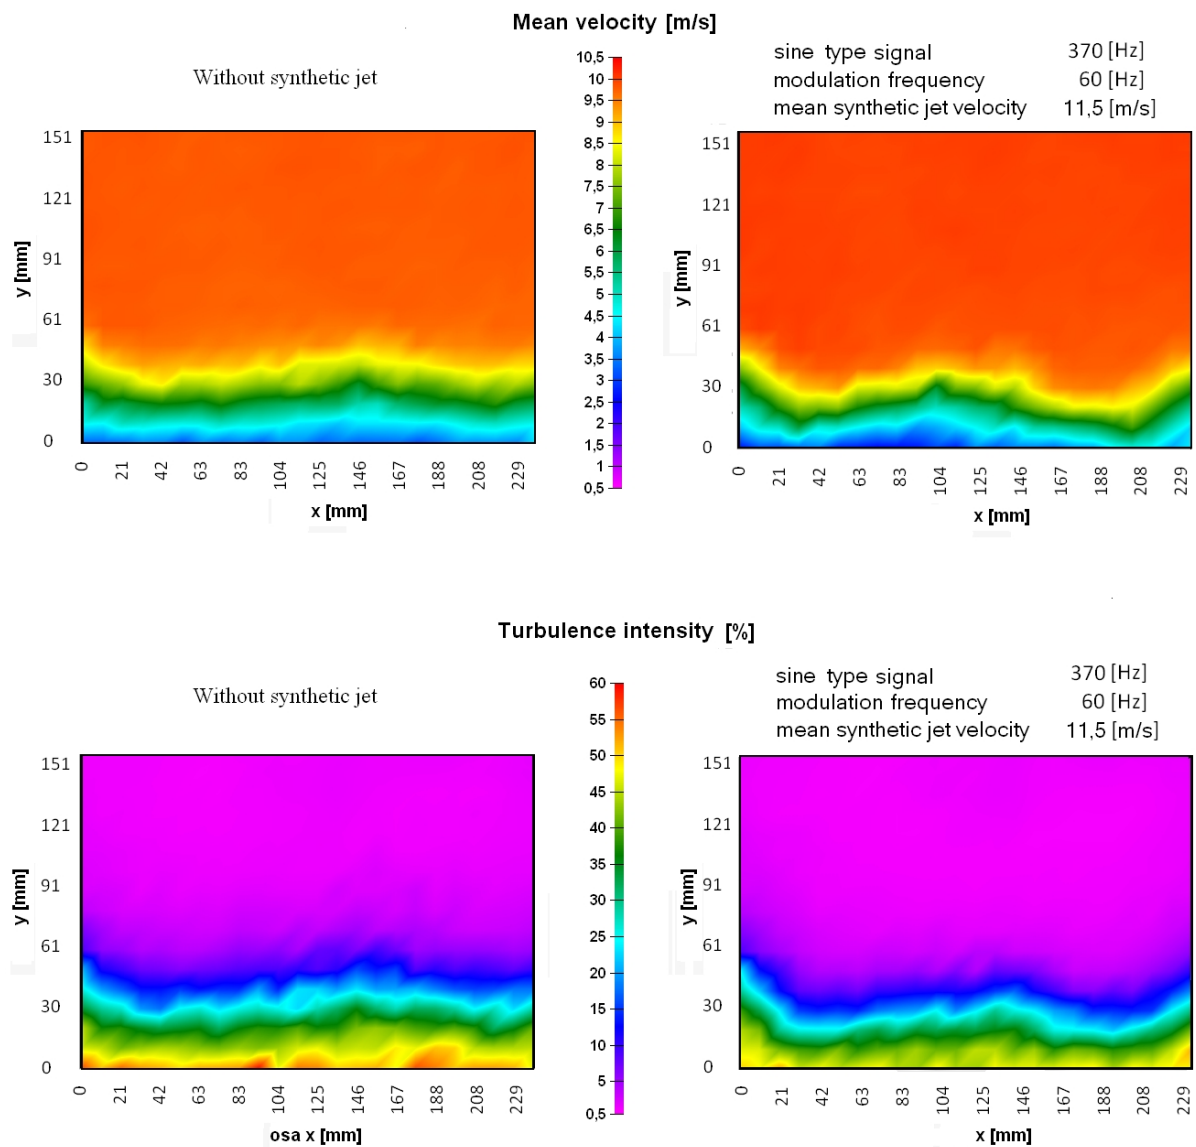 Mean velocity [m/s]
Without synthetic jet
sine type signal 370 [Hz]
modulation frequency 60 [Hz]
mean synthetic jet velocity 11,5 [m/s]
10,5
10
9,5
9
8,5
8
7,5
7
6,5
6
5,5
5
4,5
4
3,5
3
2,5
2
1,5
1
0,5
y [mm]
151
121
91
61
30
0
0 21 42 63 83 104 125 146 167 188 208 229
x [mm]
y [mm]
151
121
91
61
30
0
0 21 42 63 83 104 125 146 167 188 208 229
x [mm]
Turbulence intensity [%]
Without synthetic jet
sine type signal 370 [Hz]
modulation frequency 60 [Hz]
mean synthetic jet velocity 11,5 [m/s]
60
55
50
45
40
35
30
25
20
15
10
5
0,5
y [mm]
151
121
91
61
30
0
0 21 42 63 83 104 125 146 167 188 208 229
osa x [mm]
y [mm]
151
121
91
61
30
0
0 21 42 63 83 104 125 146 167 188 208 229
x [mm]